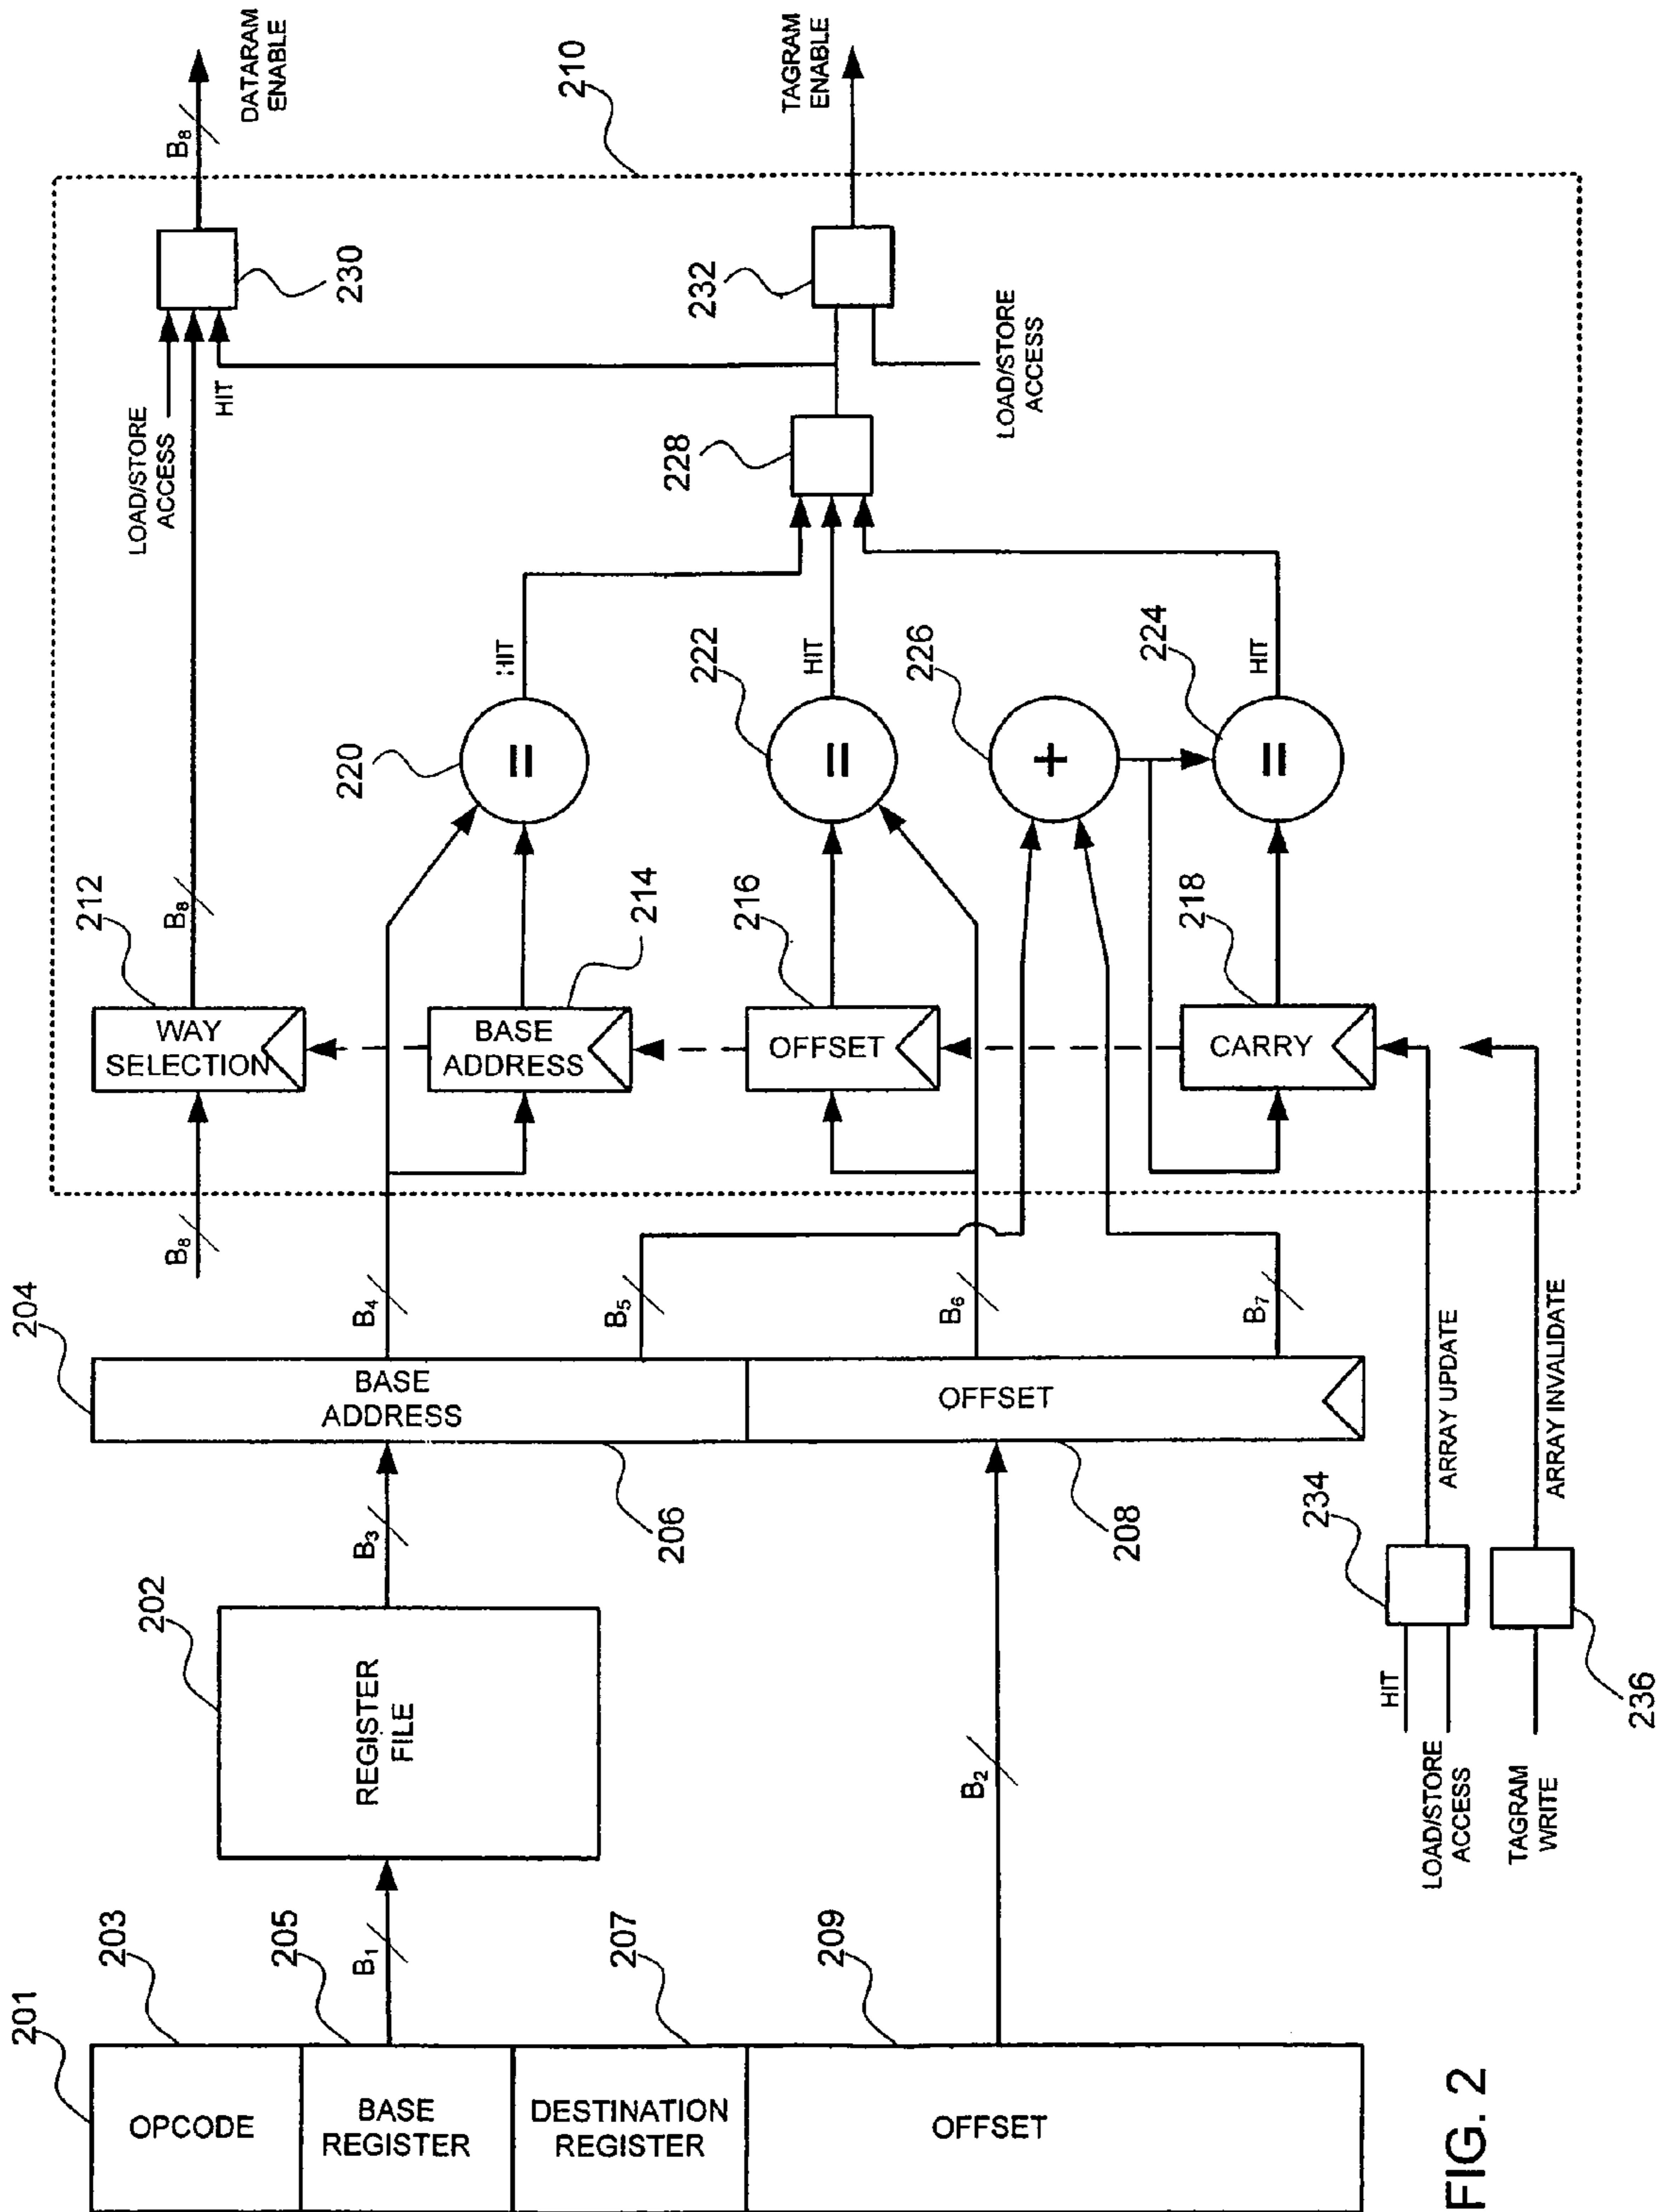 201
203
205
207
209
OPCODE
BASE
REGISTER
DESTINATION
REGISTER
OFFSET
B1
B2
202
REGISTER
FILE
B3
204
BASE
ADDRESS
OFFSET
206
208
HIT
LOAD/STORE
ACCESS
TAGRAM
WRITE
234
236
ARRAY UPDATE
ARRAY INVALIDATE
B8
B4
B5
B6
B7
210
212
WAY
SELECTION
214
BASE
ADDRESS
216
OFFSET
218
CARRY
B8
220
=
222
=
226
+
224
=
HIT
HIT
HIT
228
LOAD/STORE
ACCESS
HIT
230
232
LOAD/STORE
ACCESS
B8
DATARAM
ENABLE
TAGRAM
ENABLE
FIG. 2